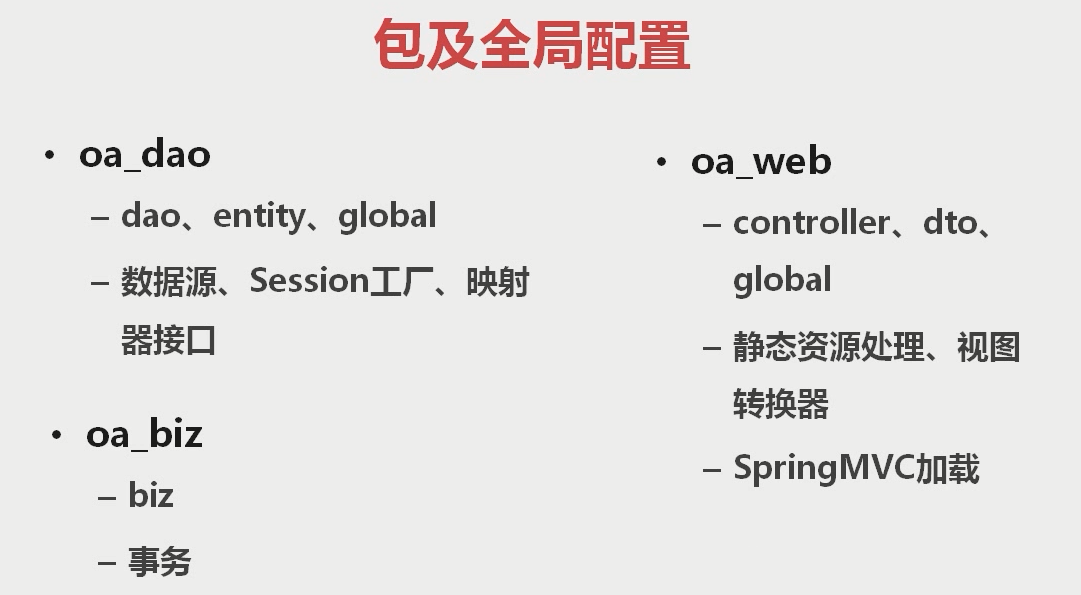 包及全局配置
• oa_dao
– dao、entity、global
– 数据源、Session工厂、映射
器接口
• oa_biz
– biz
– 事务
• oa_web
– controller、dto、
global
– 静态资源处理、视图
转换器
– SpringMVC加载